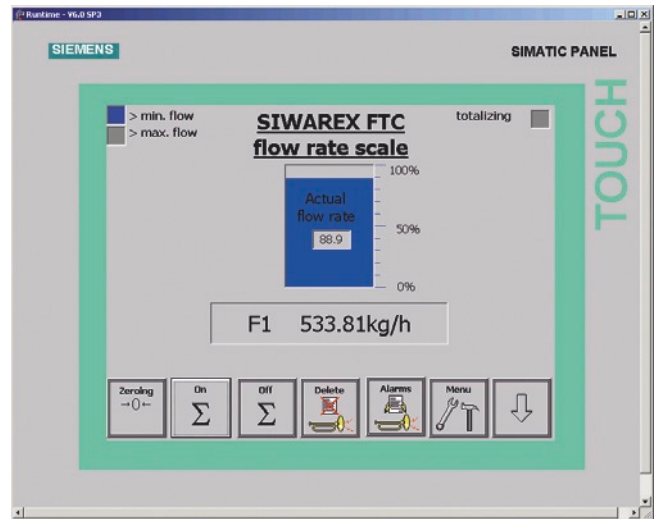 Runtime - V6.0 SP3
SIEMENS
SIMATIC PANEL
TOUCH
> min. flow
> max. flow
SIWAREX FTC
flow rate scale
totalizing
100%
Actual
flow rate
88.9
50%
0%
F1 533.81kg/h
Zeroing
→0←
On
Σ
Off
Σ
Delete
Alarms
Menu